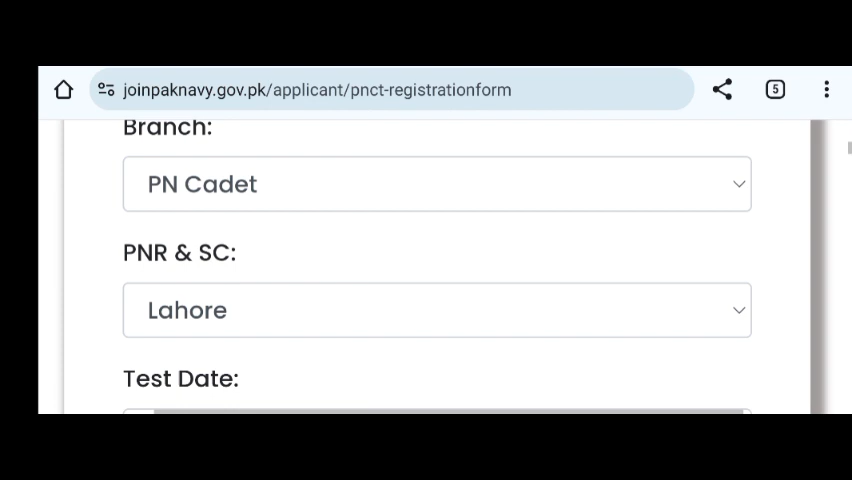 joinpaknavy.gov.pk/applicant/pnct-registrationform
5
Branch:
PN Cadet
PNR & SC:
Lahore
Test Date: